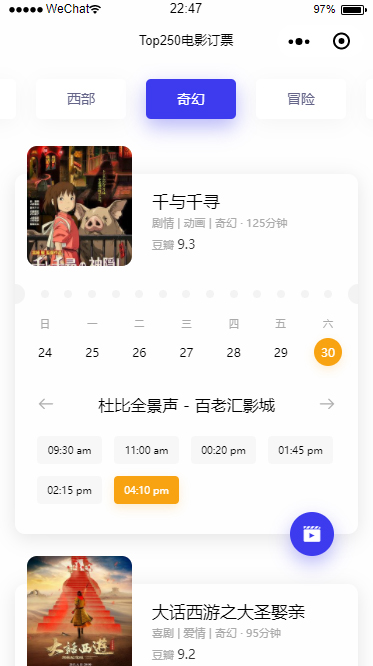 WeChat 22:47 97%
Top250电影订票
西部 奇幻 冒险
千与千寻
剧情 | 动画 | 奇幻 · 125分钟
豆瓣 9.3
日 一 二 三 四 五 六
24 25 26 27 28 29 30
← 杜比全景声 - 百老汇影城 →
09:30 am 11:00 am 00:20 pm 01:45 pm
02:15 pm 04:10 pm
大话西游之大圣娶亲
喜剧 | 爱情 | 奇幻 · 95分钟
豆瓣 9.2
大话西游